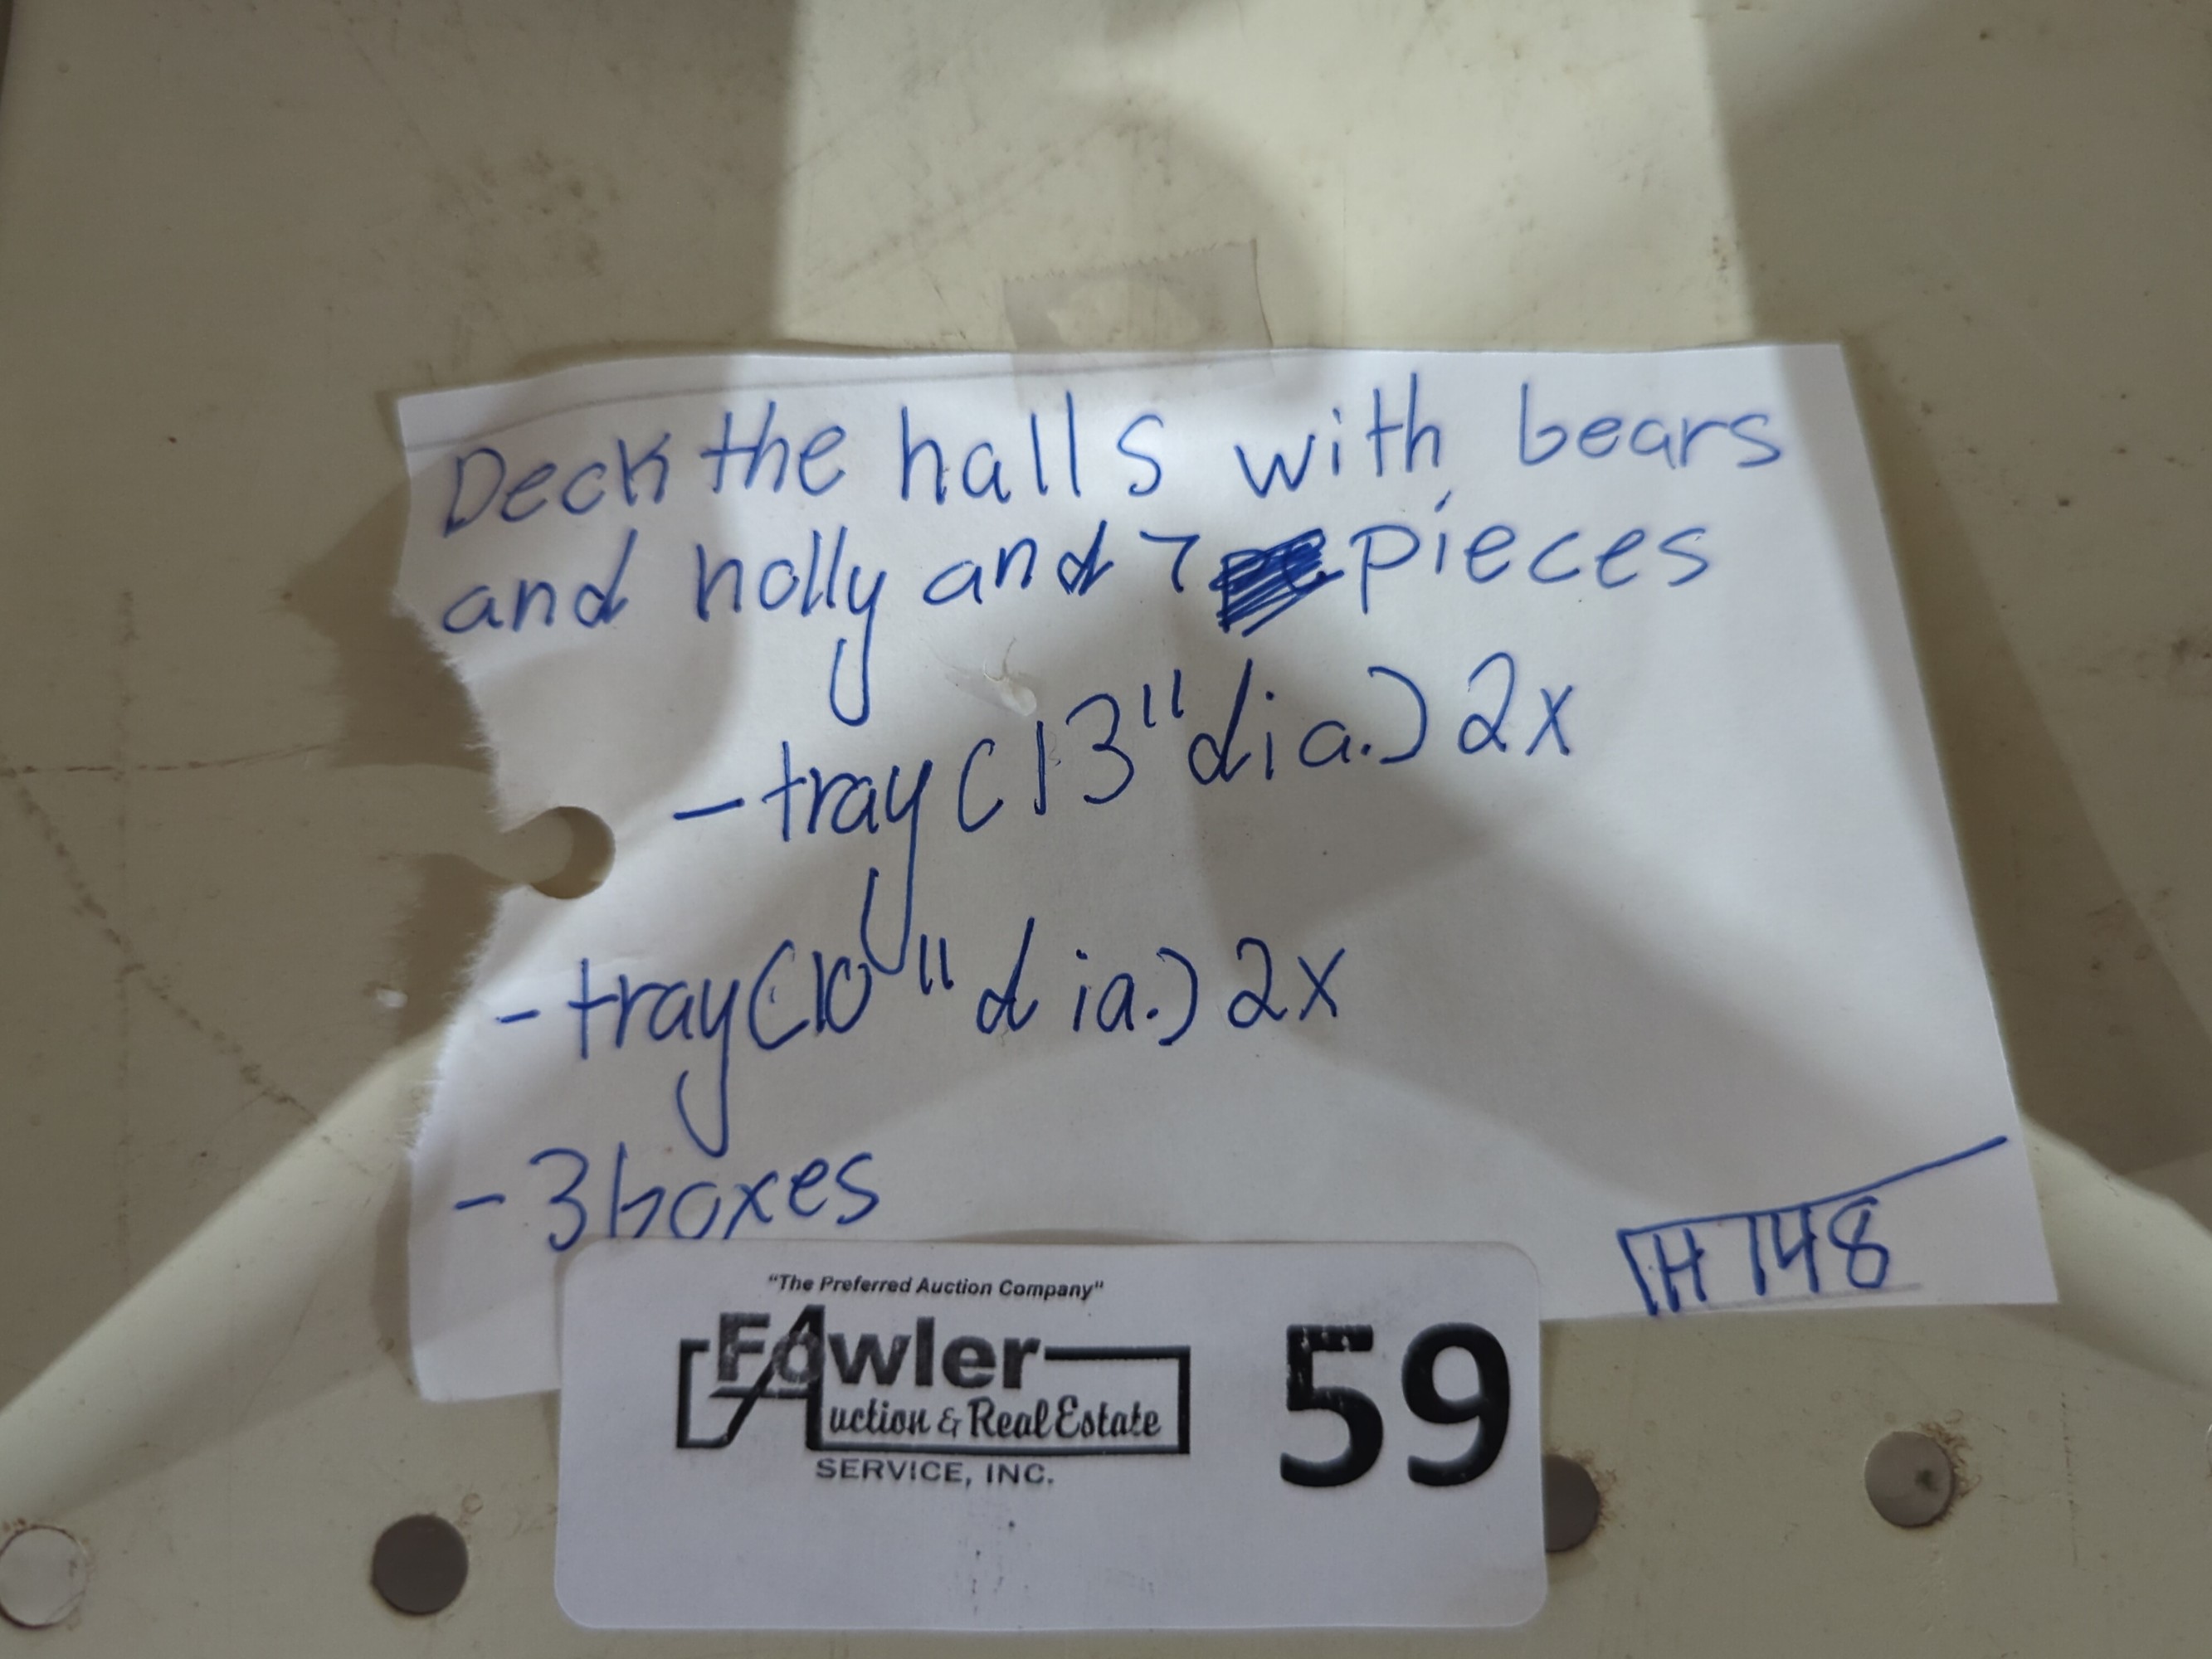 Deck the halls with bears
and holly and 7 pieces
- tray (13" dia.) 2x
- tray (10" dia.) 2x
- 3 boxes
H 748
"The Preferred Auction Company"
Fowler
Auction & Real Estate
SERVICE, INC.
59